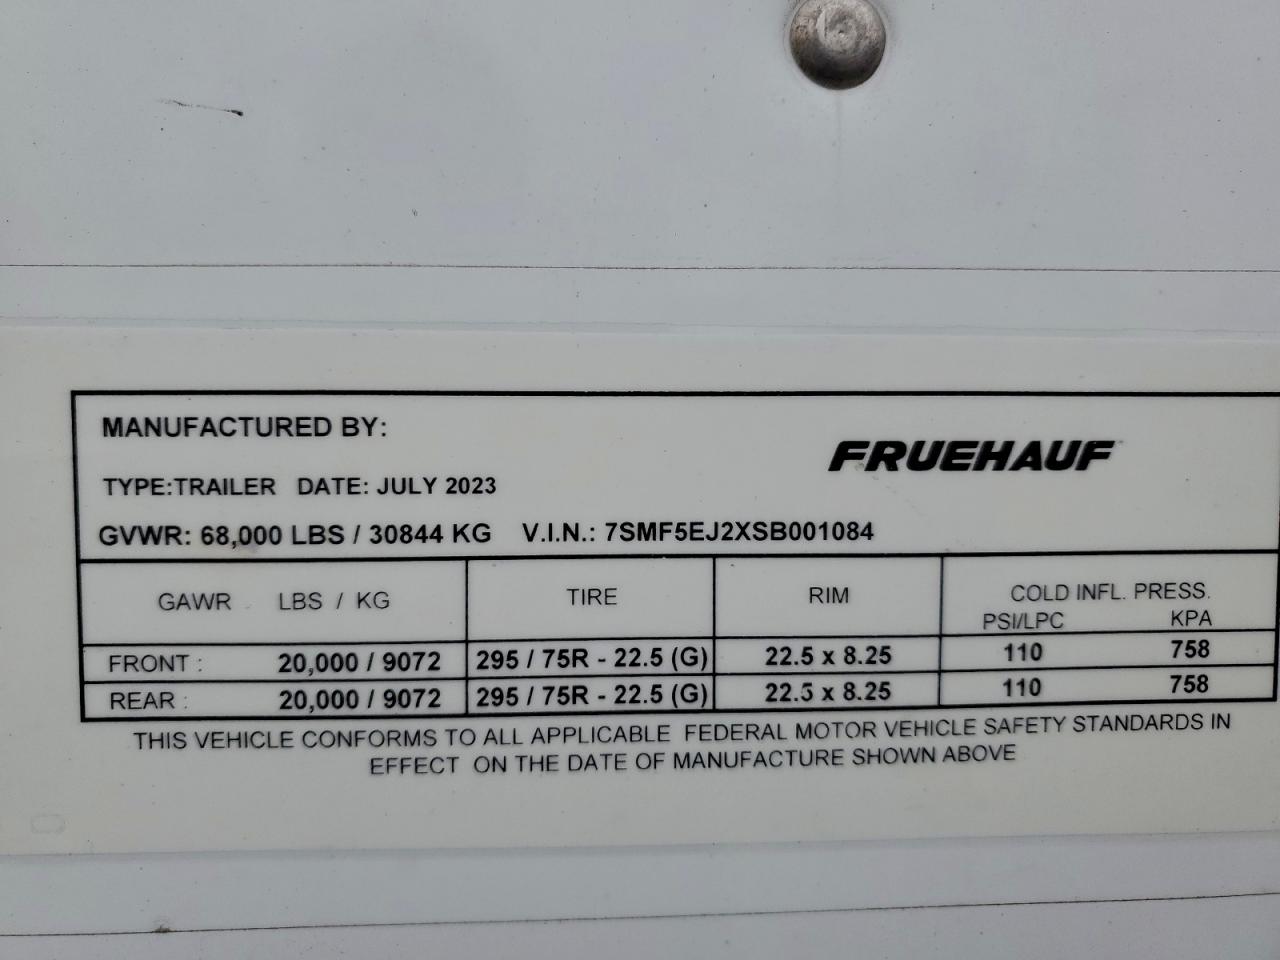 MANUFACTURED BY:
FRUEHAUF
TYPE:TRAILER DATE: JULY 2023
GVWR: 68,000 LBS / 30844 KG V.I.N.: 7SMF5EJ2XSB001084
GAWR LBS / KG TIRE RIM COLD INFL. PRESS.
PSI/LPC KPA
FRONT : 20,000 / 9072 295 / 75R - 22.5 (G) 22.5 x 8.25 110 758
REAR : 20,000 / 9072 295 / 75R - 22.5 (G) 22.5 x 8.25 110 758
THIS VEHICLE CONFORMS TO ALL APPLICABLE FEDERAL MOTOR VEHICLE SAFETY STANDARDS IN
EFFECT ON THE DATE OF MANUFACTURE SHOWN ABOVE